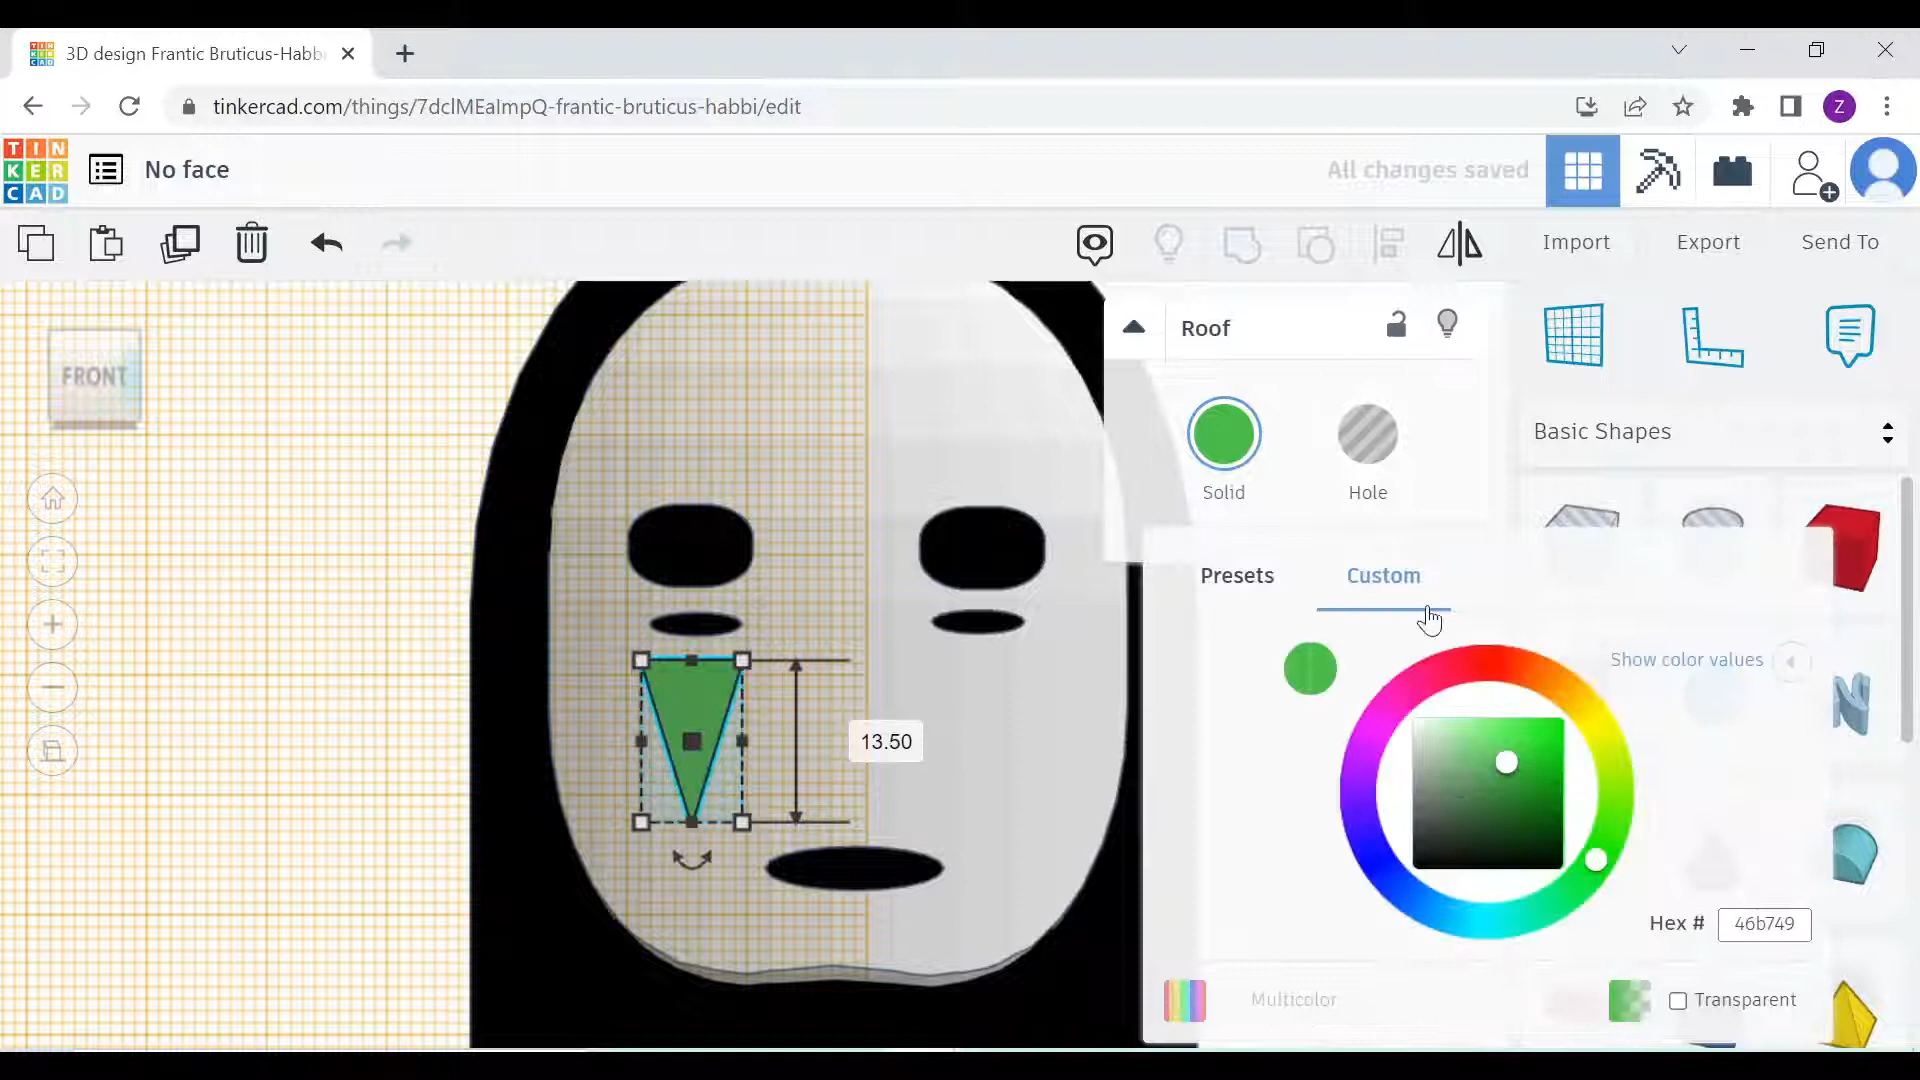 3D design Frantic Bruticus-Habb
tinkercad.com/things/7dclMEaImpQ-frantic-bruticus-habbi/edit
Z
TIN
KER
CAD
No face
All changes saved
Import
Export
Send To
Roof
FRONT
Basic Shapes
Solid
Hole
Presets
Custom
Show color values
13.50
Hex #
46b749
Multicolor
Transparent